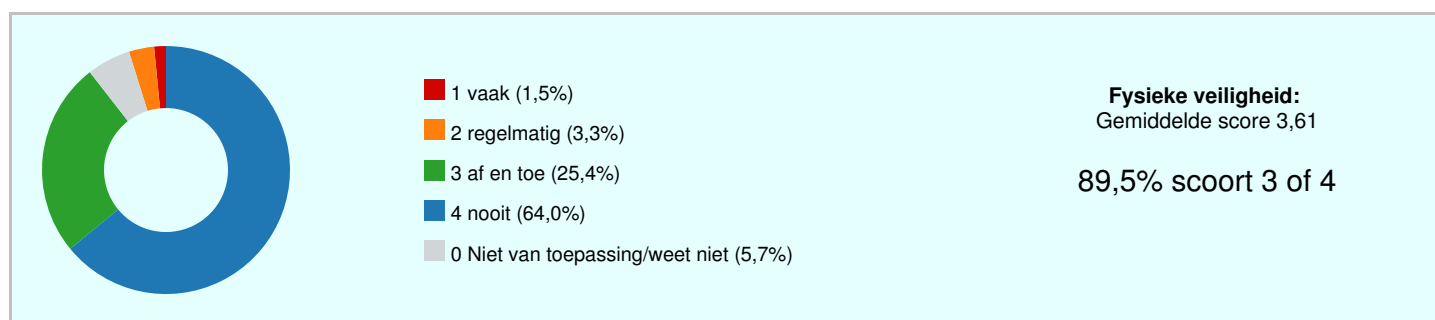 1 vaak (1,5%)
2 regelmatig (3,3%)
3 af en toe (25,4%)
4 nooit (64,0%)
0 Niet van toepassing/weet niet (5,7%)
Fysieke veiligheid:
Gemiddelde score 3,61
89,5% scoort 3 of 4